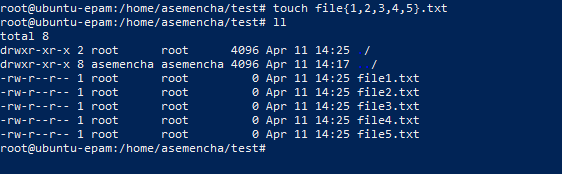 root@ubuntu-epam:/home/asemencha/test# touch file{1,2,3,4,5}.txt
root@ubuntu-epam:/home/asemencha/test# ll
total 8
drwxr-xr-x 2 root      root      4096 Apr 11 14:25  /
drwxr-xr-x 8 asemencha asemencha 4096 Apr 11 14:17   /
-rw-r--r-- 1 root      root         0 Apr 11 14:25 file1.txt
-rw-r--r-- 1 root      root         0 Apr 11 14:25 file2.txt
-rw-r--r-- 1 root      root         0 Apr 11 14:25 file3.txt
-rw-r--r-- 1 root      root         0 Apr 11 14:25 file4.txt
-rw-r--r-- 1 root      root         0 Apr 11 14:25 file5.txt
root@ubuntu-epam:/home/asemencha/test#